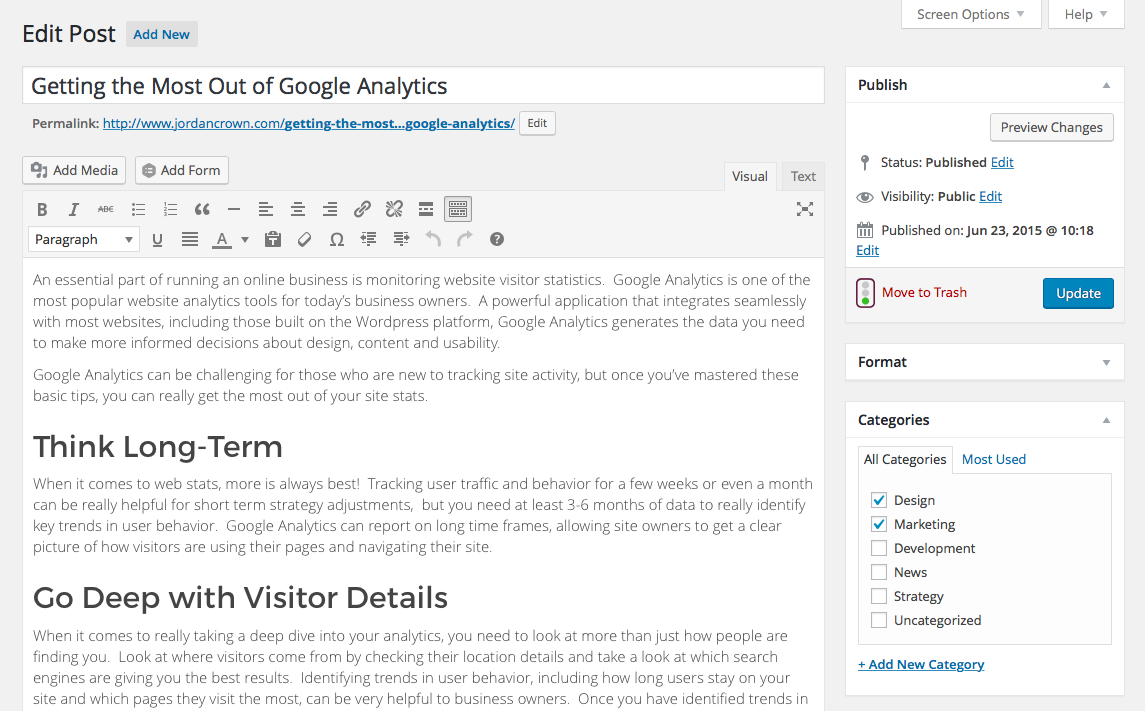 Screen Options
Help
Edit Post
Add New
Getting the Most Out of Google Analytics
Permalink: http://www.jordancrown.com/getting-the-most...google-analytics/
Edit
Add Media
Add Form
Visual
Text
B I ABC
Paragraph
U
A
An essential part of running an online business is monitoring website visitor statistics.  Google Analytics is one of the
most popular website analytics tools for today's business owners.  A powerful application that integrates seamlessly
with most websites, including those built on the Wordpress platform, Google Analytics generates the data you need
to make more informed decisions about design, content and usability.
Google Analytics can be challenging for those who are new to tracking site activity, but once you've mastered these
basic tips, you can really get the most out of your site stats.
Think Long-Term
When it comes to web stats, more is always best!  Tracking user traffic and behavior for a few weeks or even a month
can be really helpful for short term strategy adjustments,  but you need at least 3-6 months of data to really identify
key trends in user behavior.  Google Analytics can report on long time frames, allowing site owners to get a clear
picture of how visitors are using their pages and navigating their site.
Go Deep with Visitor Details
When it comes to really taking a deep dive into your analytics, you need to look at more than just how people are
finding you.  Look at where visitors come from by checking their location details and take a look at which search
engines are giving you the best results.  Identifying trends in user behavior, including how long users stay on your
site and which pages they visit the most, can be very helpful to business owners.  Once you have identified trends in
Publish
Preview Changes
Status: Published Edit
Visibility: Public Edit
Published on: Jun 23, 2015 @ 10:18
Edit
Move to Trash
Update
Format
Categories
All Categories
Most Used
Design
Marketing
Development
News
Strategy
Uncategorized
+ Add New Category